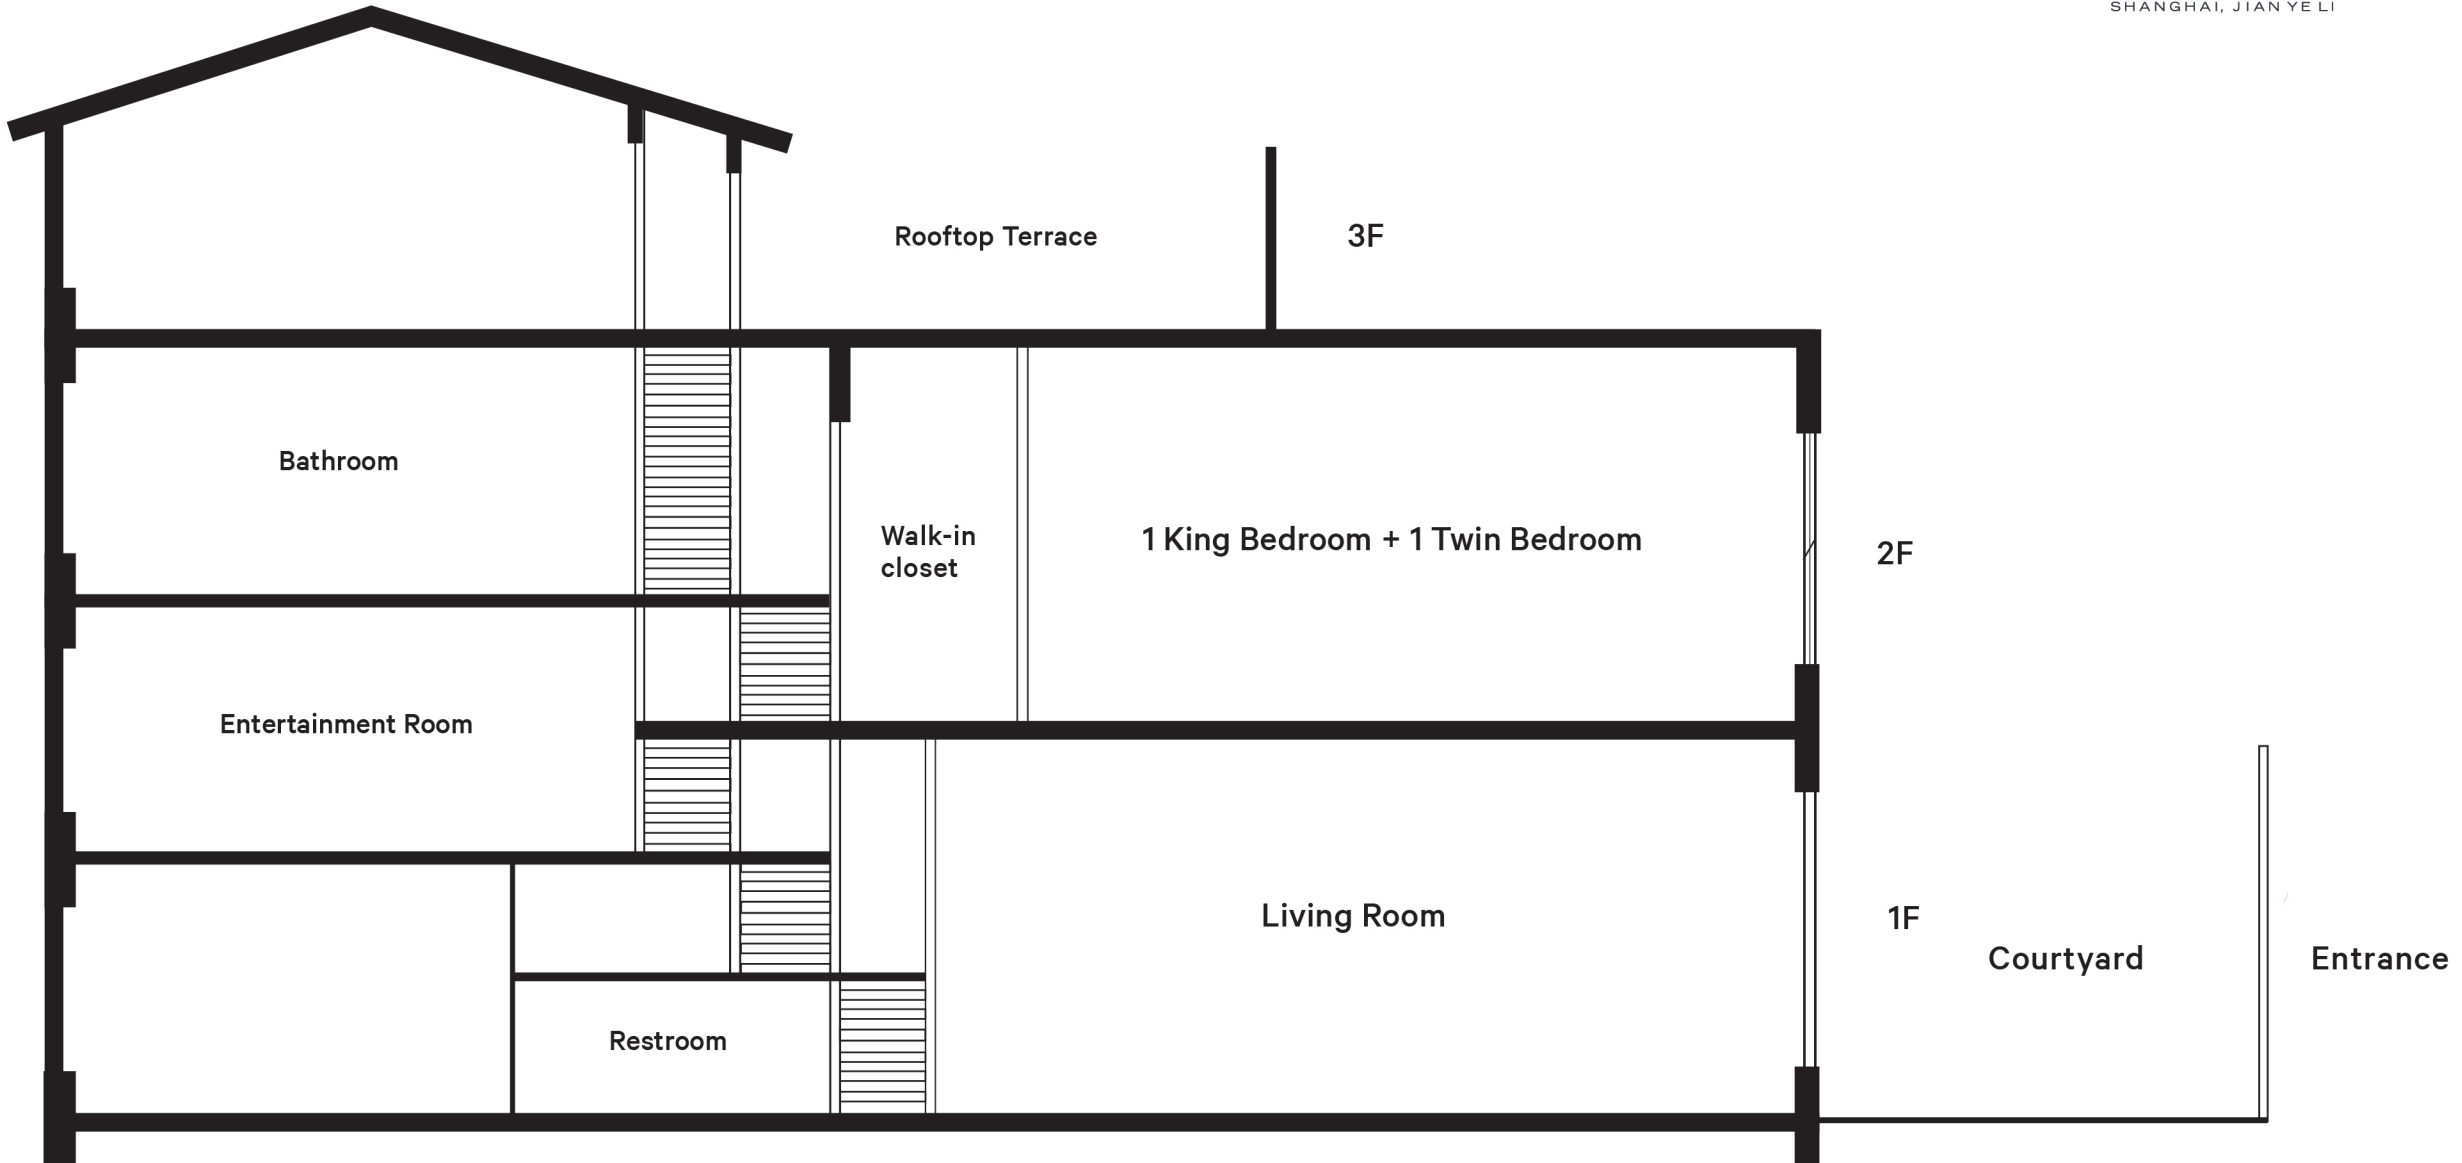 SHANGHAI, JIAN YE LI
Rooftop Terrace
3F
Bathroom
Walk-in
closet
1 King Bedroom + 1 Twin Bedroom
2F
Entertainment Room
Living Room
1F
Courtyard
Entrance
Restroom